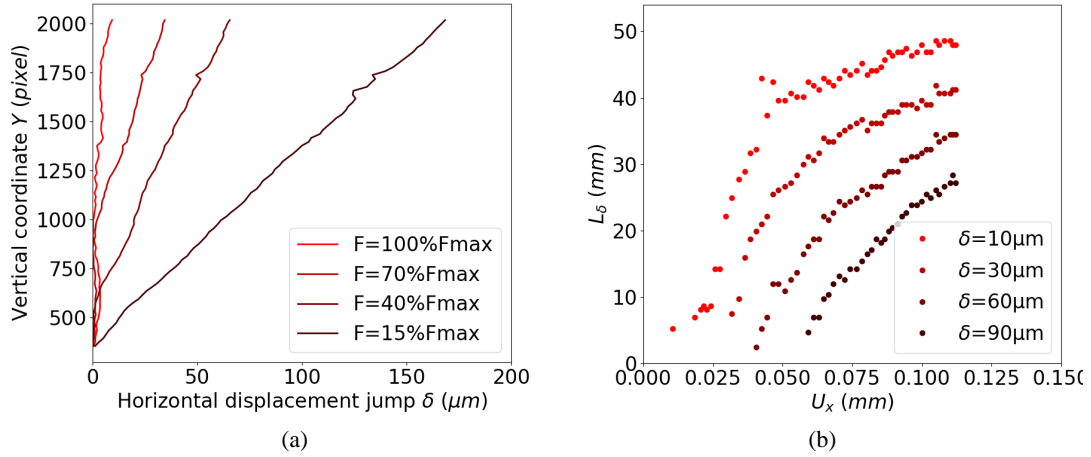 2000
1750
1500
1250
1000
750
500
Vertical coordinate Y (pixel)
F=100%Fmax
F=70%Fmax
F=40%Fmax
F=15%Fmax
0 50 100 150 200
Horizontal displacement jump δ (μm)
(a)
50
40
30
20
10
0
Lδ (mm)
δ=10μm
δ=30μm
δ=60μm
δ=90μm
0.000 0.025 0.050 0.075 0.100 0.125 0.150
Ux (mm)
(b)